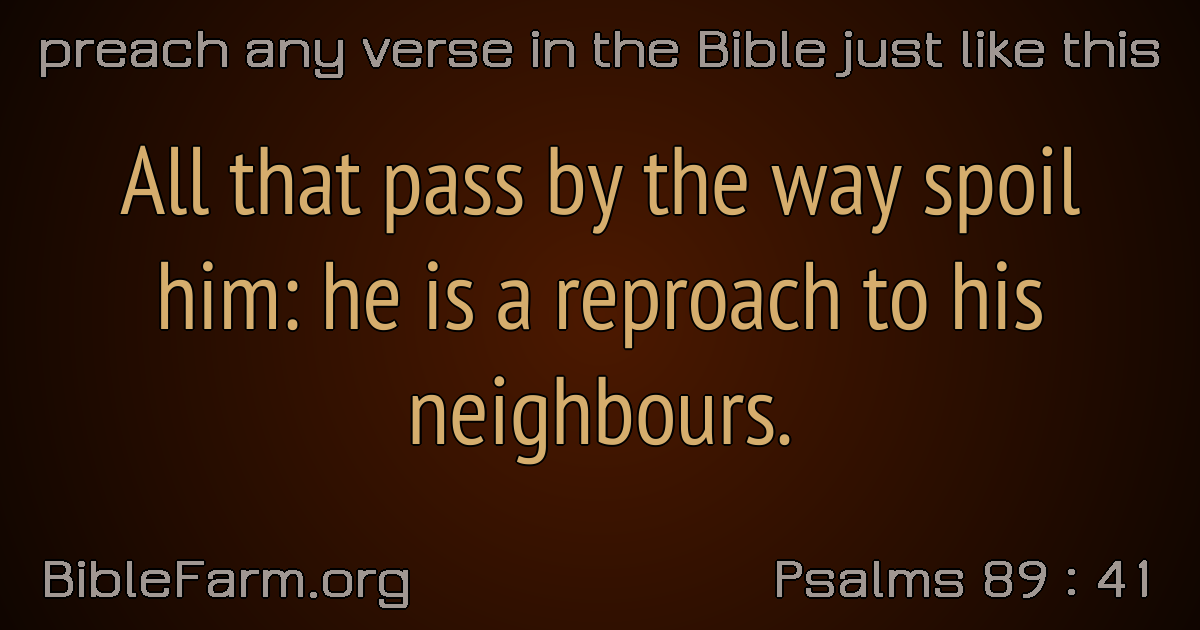 preach any verse in the Bible just like this
All that pass by the way spoil
him: he is a reproach to his
neighbours.
BibleFarm.org
Psalms 89 : 41